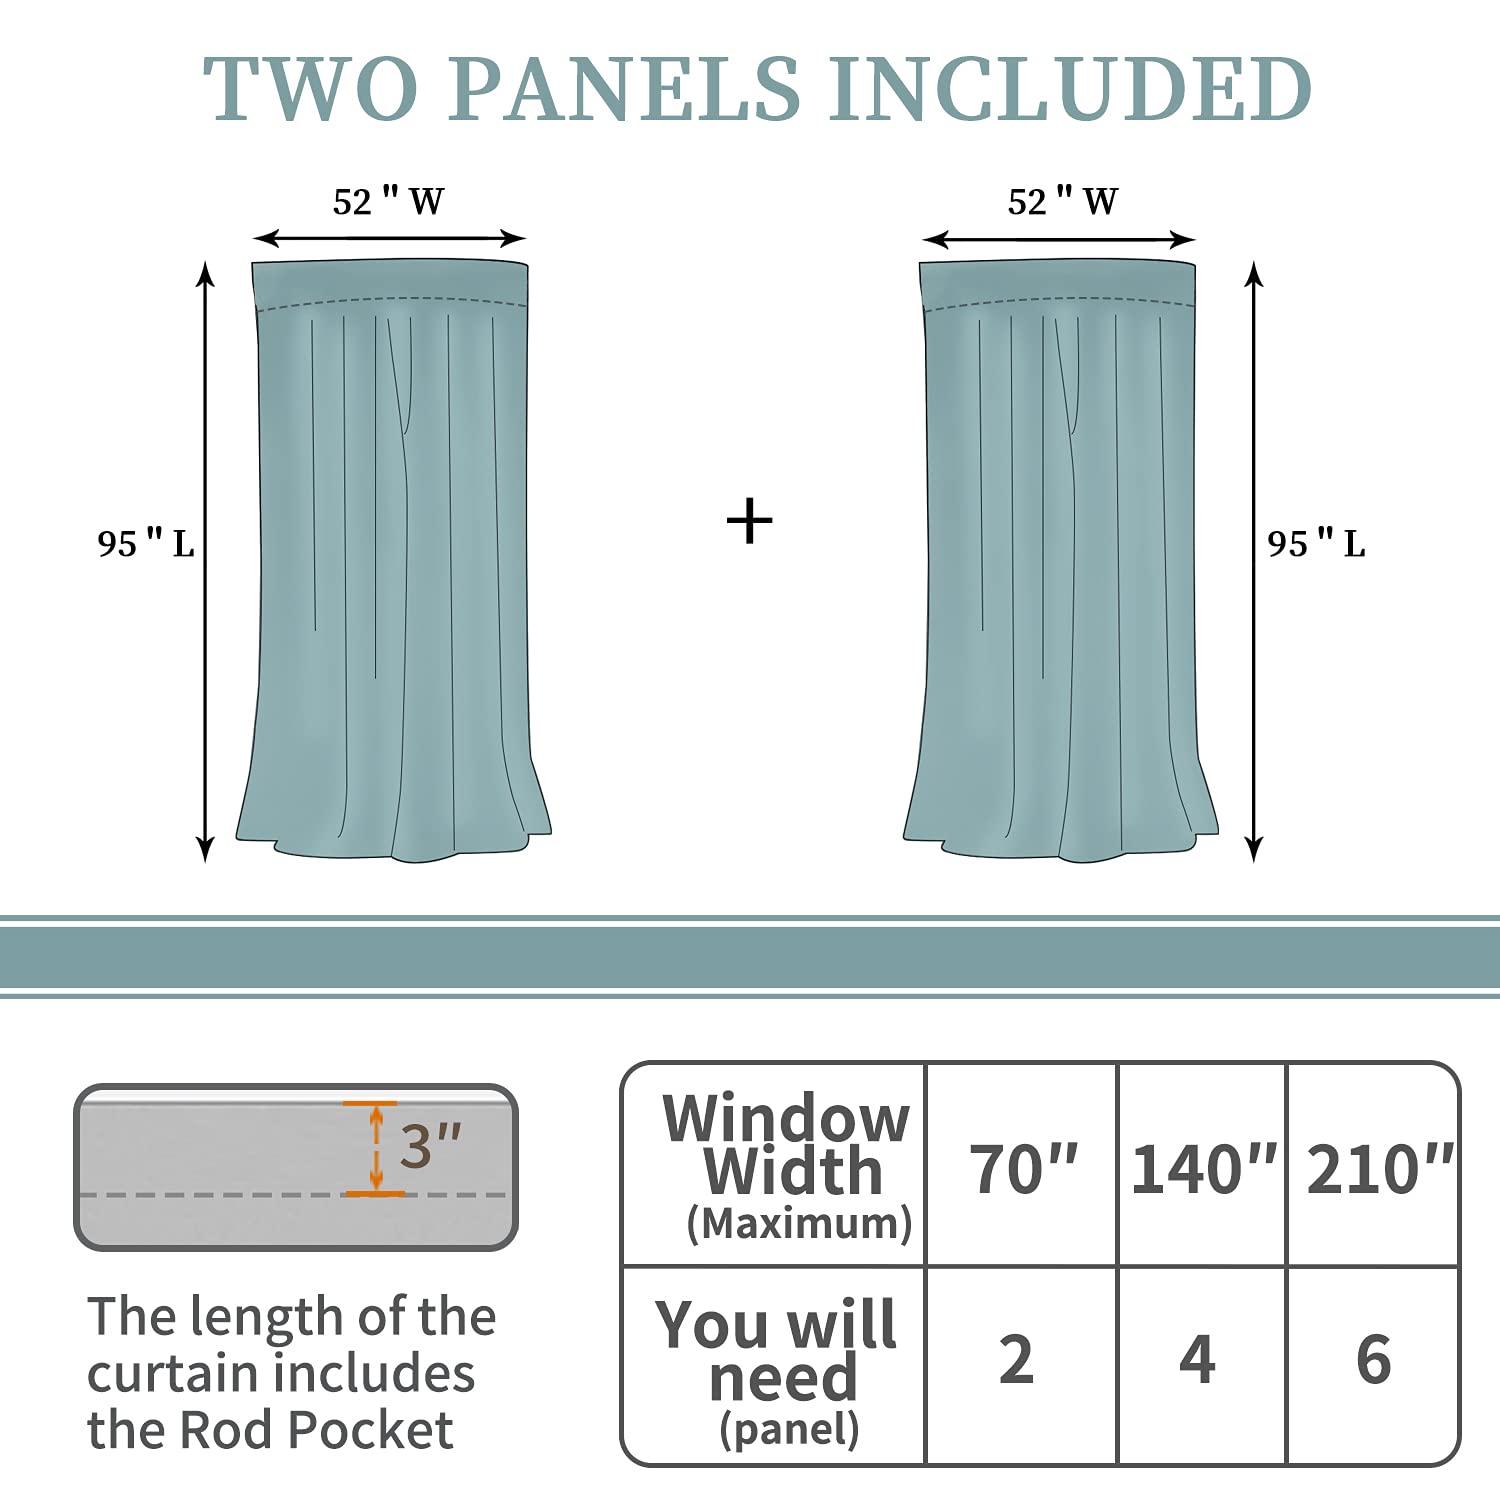 TWO PANELS INCLUDED
52 " W
52 " W
95 " L
95 " L
+
3"
The length of the
curtain includes
the Rod Pocket
Window
Width
(Maximum)
70"
140"
210"
You will
need
(panel)
2
4
6